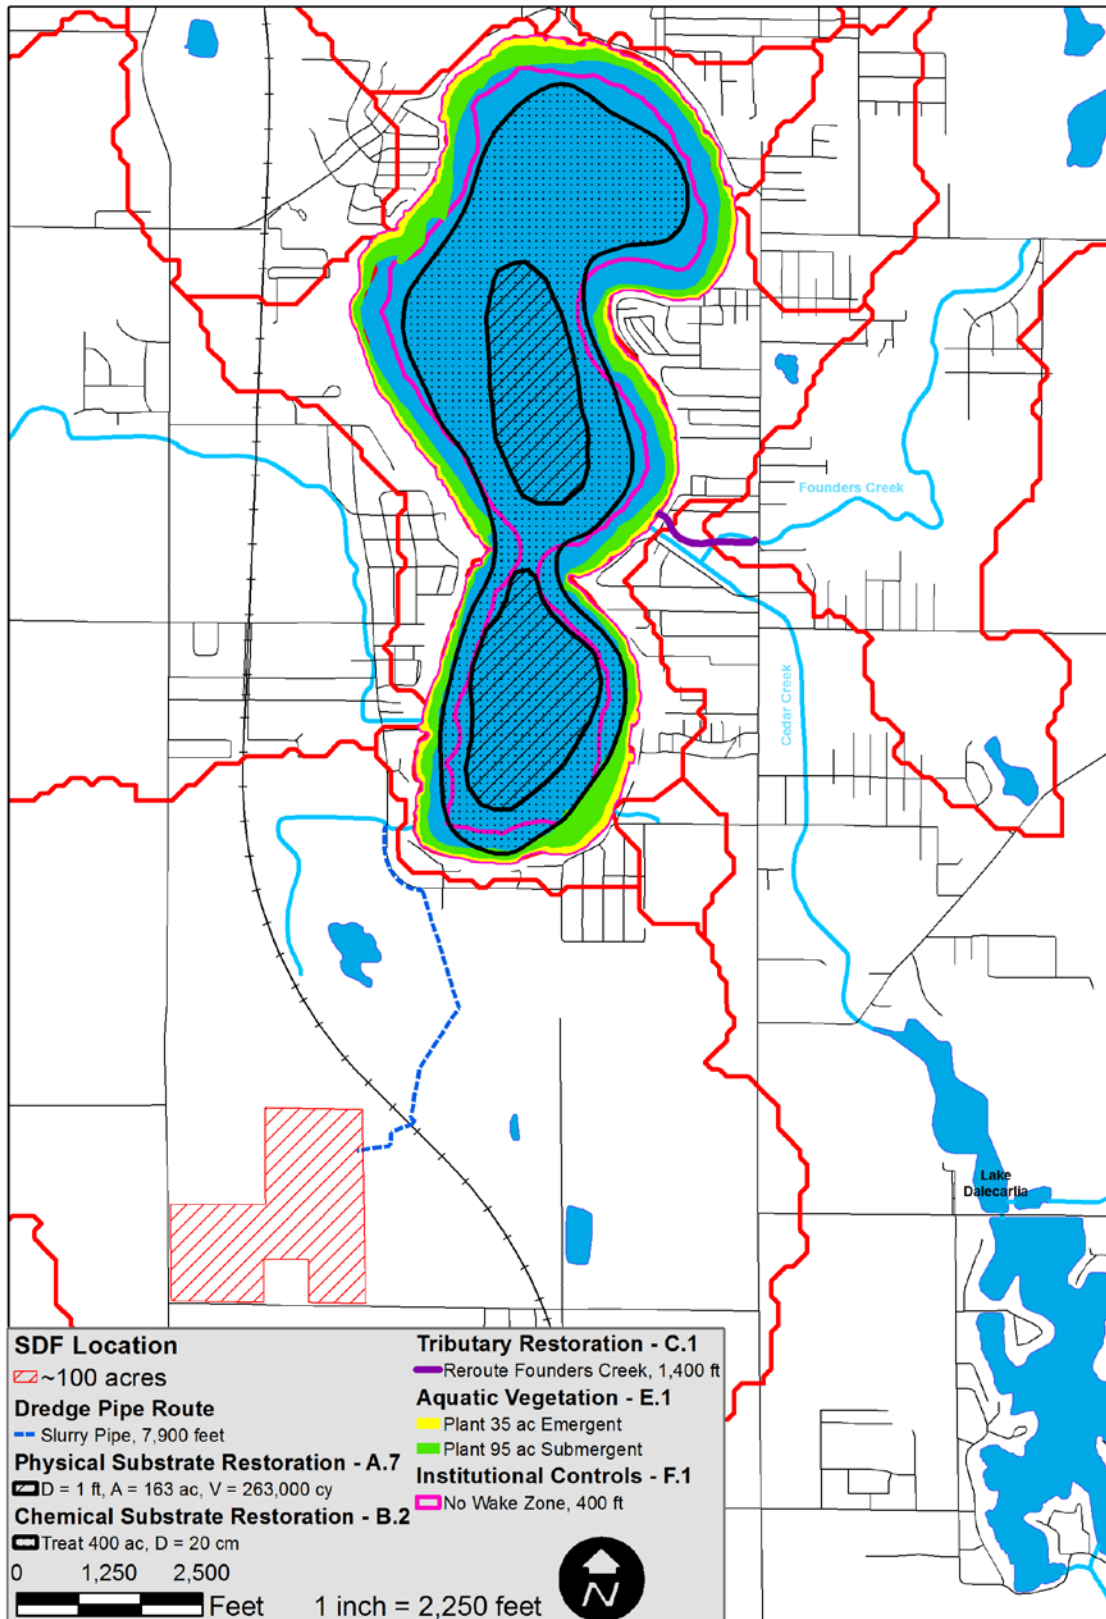 Founders Creek
Cedar Creek
Lake
Dalecarlia
SDF Location
~100 acres
Dredge Pipe Route
Slurry Pipe, 7,900 feet
Physical Substrate Restoration - A.7
D = 1 ft, A = 163 ac, V = 263,000 cy
Chemical Substrate Restoration - B.2
Treat 400 ac, D = 20 cm
Tributary Restoration - C.1
Reroute Founders Creek, 1,400 ft
Aquatic Vegetation - E.1
Plant 35 ac Emergent
Plant 95 ac Submergent
Institutional Controls - F.1
No Wake Zone, 400 ft
0 1,250 2,500
Feet 1 inch = 2,250 feet
N